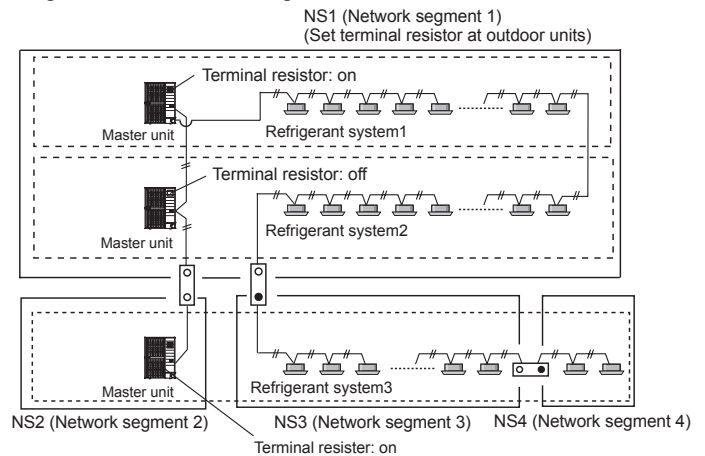 NS1 (Network segment 1)
(Set terminal resistor at outdoor units)
Terminal resistor: on
Master unit
Refrigerant system1
Terminal resistor: off
Master unit
Refrigerant system2
Master unit
Refrigerant system3
NS2 (Network segment 2)
NS3 (Network segment 3)
NS4 (Network segment 4)
Terminal resister: on